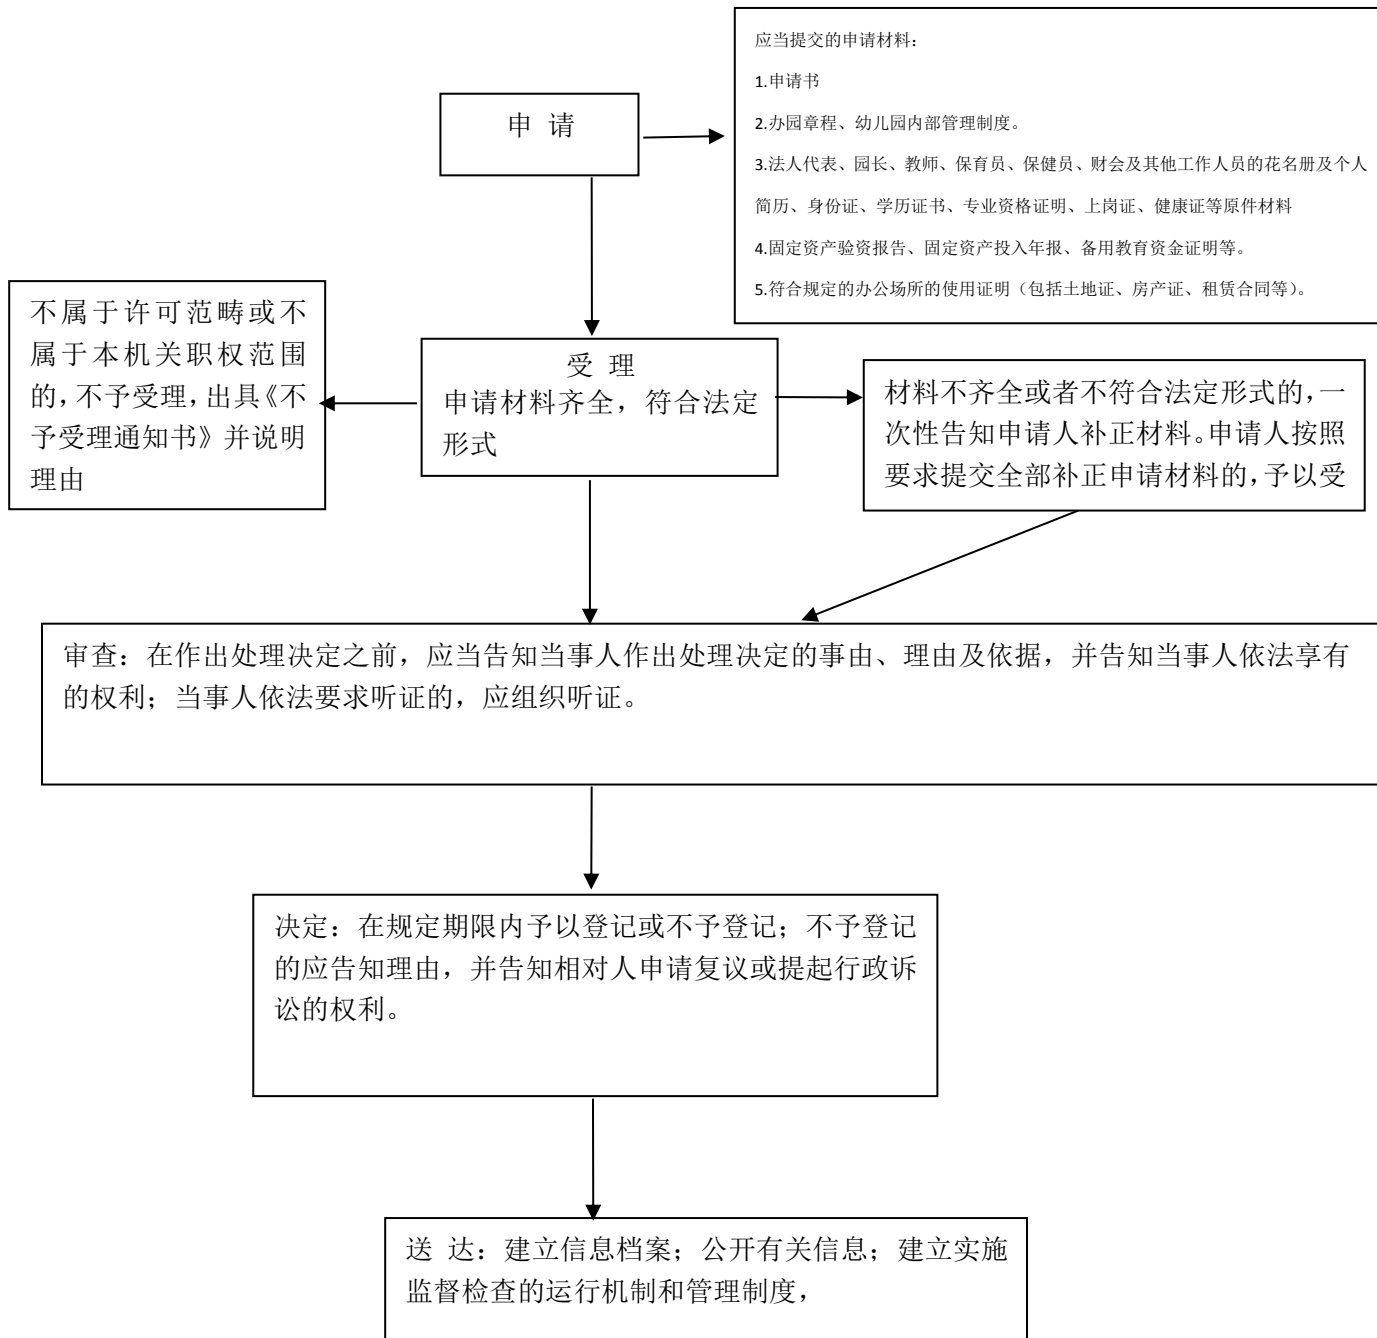 应当提交的申请材料：
1.申请书
2.办园章程、幼儿园内部管理制度。
3.法人代表、园长、教师、保育员、保健员、财会及其他工作人员的花名册及个人
简历、身份证、学历证书、专业资格证明、上岗证、健康证等原件材料
4.固定资产验资报告、固定资产投入年报、备用教育资金证明等。
5.符合规定的办公场所的使用证明（包括土地证、房产证、租赁合同等）。
申 请
不属于许可范畴或不
属于本机关职权范围
的，不予受理，出具《不
予受理通知书》并说明
理由
受 理
申请材料齐全，符合法定
形式
材料不齐全或者不符合法定形式的，一
次性告知申请人补正材料。申请人按照
要求提交全部补正申请材料的，予以受
审查：在作出处理决定之前，应当告知当事人作出处理决定的事由、理由及依据，并告知当事人依法享有
的权利；当事人依法要求听证的，应组织听证。
决定：在规定期限内予以登记或不予登记；不予登记
的应告知理由，并告知相对人申请复议或提起行政诉
讼的权利。
送 达：建立信息档案；公开有关信息；建立实施
监督检查的运行机制和管理制度，